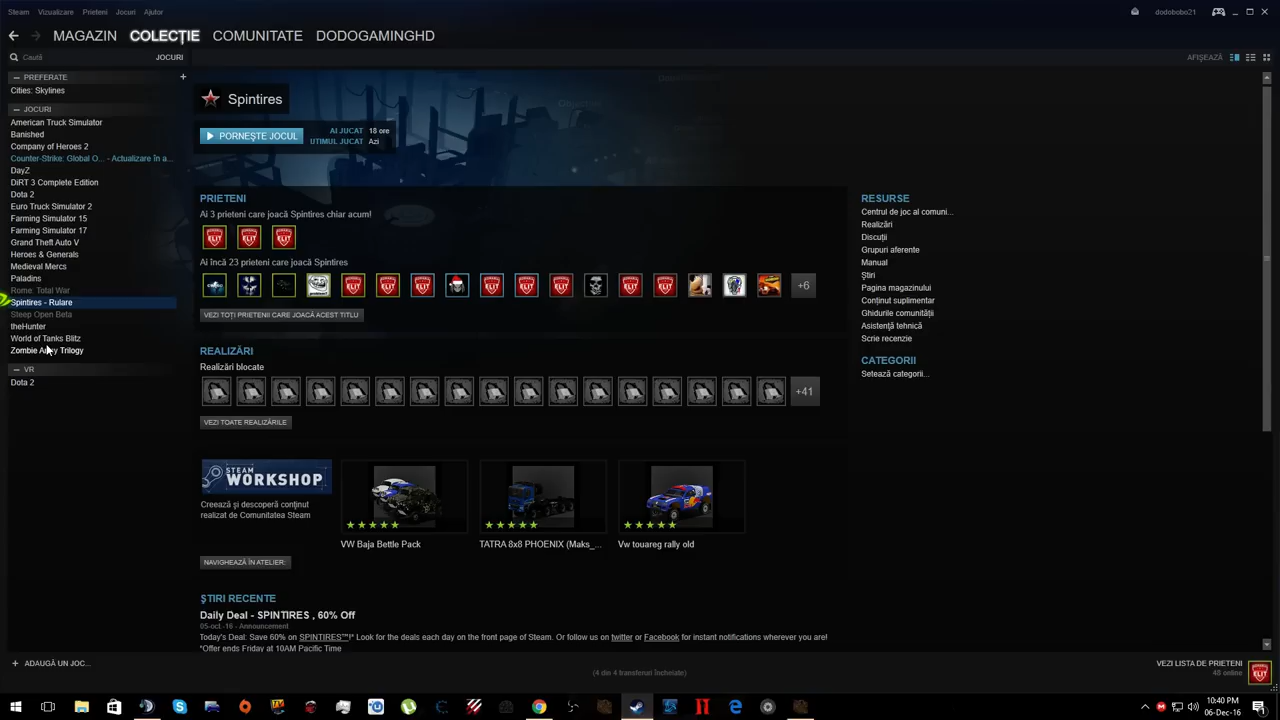 Steam Vizualizare Prieteni Jocuri Ajutor
dodobobo21
MAGAZIN COLECȚIE COMUNITATE DODOGAMINGHD
Caută JOCURI
AFIȘEAZĂ
— PREFERATE +
Cities: Skylines
— JOCURI
American Truck Simulator
Banished
Company of Heroes 2
Counter-Strike: Global O... - Actualizare în a...
DayZ
DiRT 3 Complete Edition
Dota 2
Euro Truck Simulator 2
Farming Simulator 15
Farming Simulator 17
Grand Theft Auto V
Heroes & Generals
Medieval Mercs
Paladins
Rome: Total War
Spintires - Rulare
Steep Open Beta
theHunter
World of Tanks Blitz
Zombie Army Trilogy
— VR
Dota 2
Spintires
PORNEȘTE JOCUL
AI JUCAT 18 ore
UTIMUL JUCAT Azi
PRIETENI
Ai 3 prieteni care joacă Spintires chiar acum!
Ai încă 23 prieteni care joacă Spintires
+6
VEZI TOȚI PRIETENII CARE JOACĂ ACEST TITLU
REALIZĂRI
Realizări blocate
+41
VEZI TOATE REALIZĂRILE
STEAM
WORKSHOP
Creează și descoperă conținut
realizat de Comunitatea Steam
NAVIGHEAZĂ ÎN ATELIER:
VW Baja Bettle Pack
TATRA 8x8 PHOENIX (Maks_...
Vw touareg rally old
ȘTIRI RECENTE
Daily Deal - SPINTIRES , 60% Off
05-oct.-16 - Announcement
Today's Deal: Save 60% on SPINTIRES™!* Look for the deals each day on the front page of Steam. Or follow us on twitter or Facebook for instant notifications wherever you are!
*Offer ends Friday at 10AM Pacific Time
RESURSE
Centrul de joc al comuni...
Realizări
Discuții
Grupuri aferente
Manual
Știri
Pagina magazinului
Conținut suplimentar
Ghidurile comunității
Asistență tehnică
Scrie recenzie
CATEGORII
Setează categorii...
+ ADAUGĂ UN JOC...
(4 din 4 transferuri încheiate)
VEZI LISTA DE PRIETENI
48 online
10:40 PM
06-Dec-16